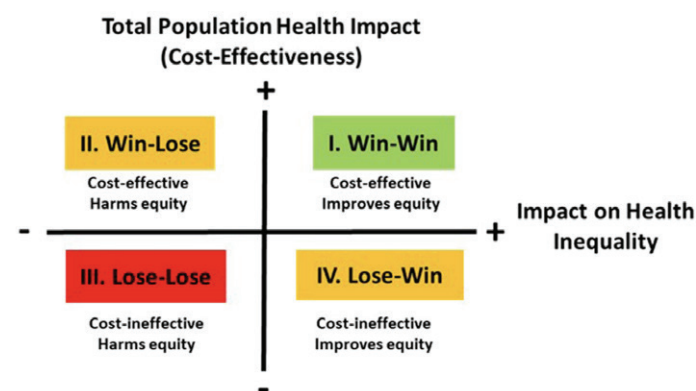 Total Population Health Impact
(Cost-Effectiveness)
+
II. Win-Lose
I. Win-Win
Cost-effective
Harms equity
Cost-effective
Improves equity
-
+
Impact on Health
Inequality
III. Lose-Lose
IV. Lose-Win
Cost-ineffective
Harms equity
Cost-ineffective
Improves equity
-